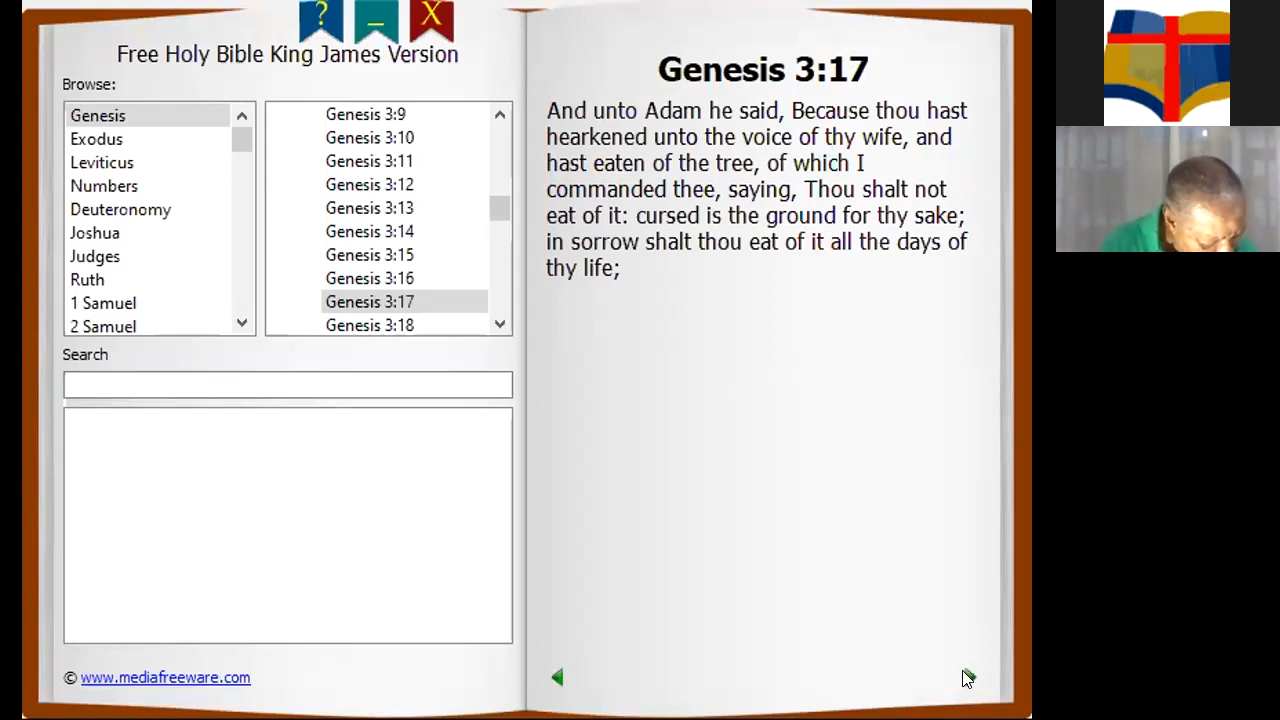 ? _ X
Free Holy Bible King James Version
Browse:
Genesis
Exodus
Leviticus
Numbers
Deuteronomy
Joshua
Judges
Ruth
1 Samuel
2 Samuel
Genesis 3:9
Genesis 3:10
Genesis 3:11
Genesis 3:12
Genesis 3:13
Genesis 3:14
Genesis 3:15
Genesis 3:16
Genesis 3:17
Genesis 3:18
Search
© www.mediafreeware.com
Genesis 3:17
And unto Adam he said, Because thou hast
hearkened unto the voice of thy wife, and
hast eaten of the tree, of which I
commanded thee, saying, Thou shalt not
eat of it: cursed is the ground for thy sake;
in sorrow shalt thou eat of it all the days of
thy life;